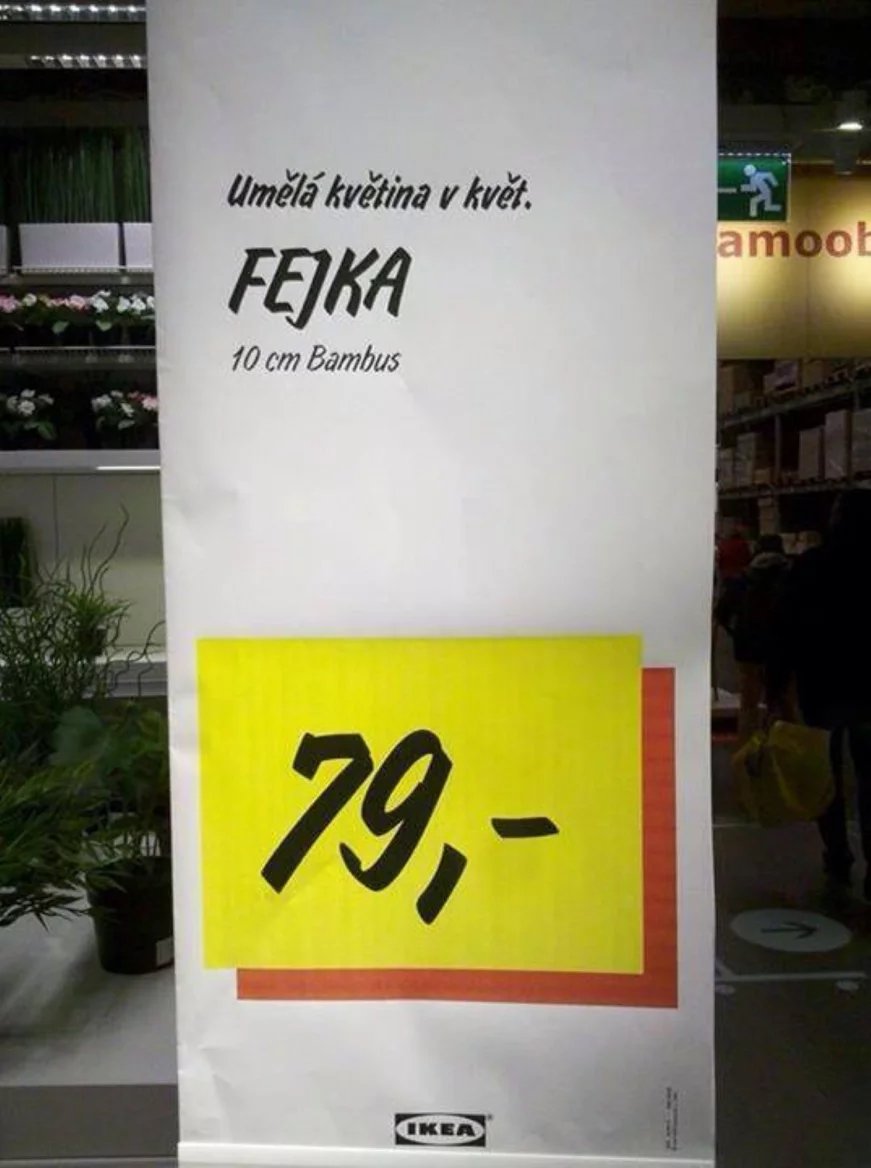 Umělá květina v květ.
FEJKA
10 cm Bambus
amoob
79,-
IKEA